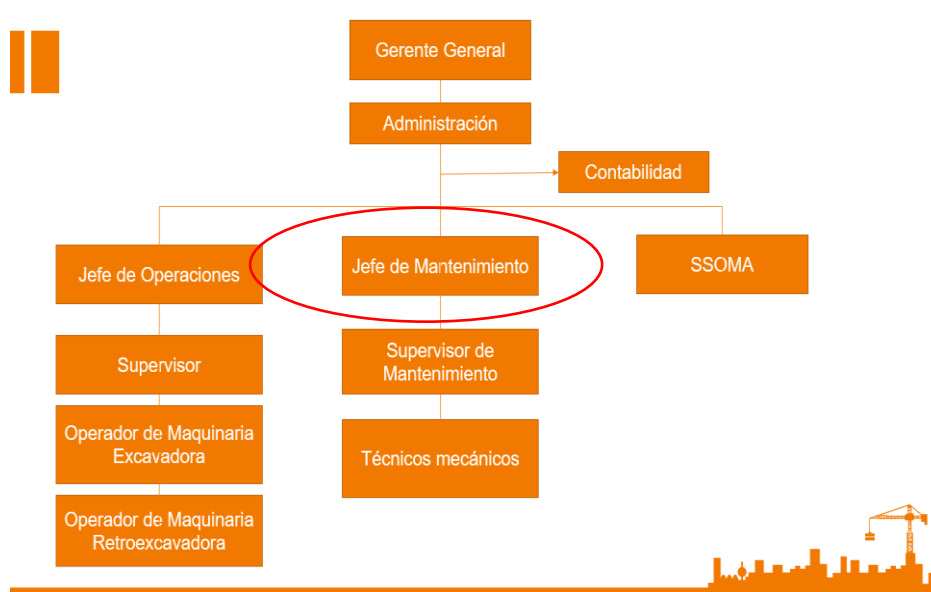 Gerente General
Administración
Contabilidad
Jefe de Operaciones
Jefe de Mantenimiento
SSOMA
Supervisor
Supervisor de
Mantenimiento
Operador de Maquinaria
Excavadora
Técnicos mecánicos
Operador de Maquinaria
Retroexcavadora